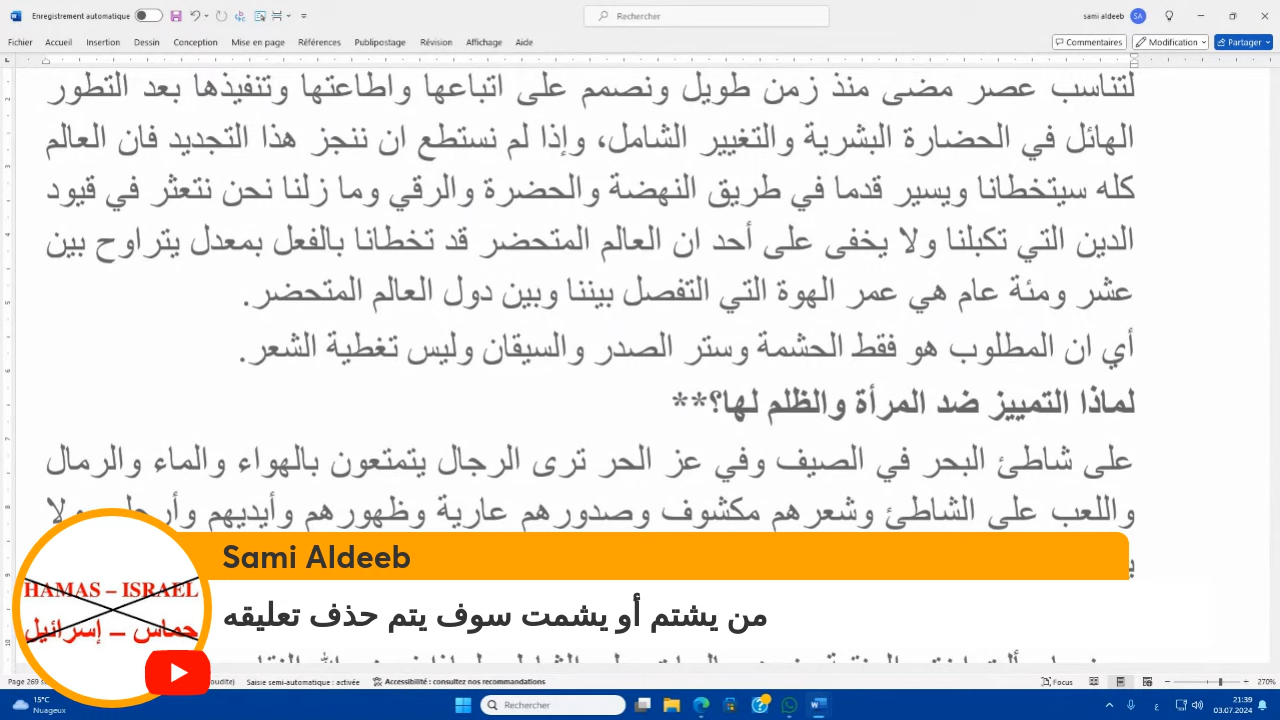 Enregistrement automatique
Rechercher
sami aldeeb SA
Fichier Accueil Insertion Dessin Conception Mise en page Références Publipostage Révision Affichage Aide
Commentaires Modification Partager
لتناسب عصر مضى منذ زمن طويل ونصمم على اتباعها واطاعتها وتنفيذها بعد التطور
الهائل في الحضارة البشرية والتغيير الشامل، وإذا لم نستطع ان ننجز هذا التجديد فان العالم
كله سيتخطانا ويسير قدما في طريق النهضة والحضرة والرقي وما زلنا نحن نتعثر في قيود
الدين التي تكبلنا ولا يخفى على أحد ان العالم المتحضر قد تخطانا بالفعل بمعدل يتراوح بين
عشر ومئة عام هي عمر الهوة التي التفصل بيننا وبين دول العالم المتحضر.
أي ان المطلوب هو فقط الحشمة وستر الصدر والسيقان وليس تغطية الشعر.
لماذا التمييز ضد المرأة والظلم لها؟**
على شاطئ البحر في الصيف وفي عز الحر ترى الرجال يتمتعون بالهواء والماء والرمال
واللعب على الشاطئ وشعرهم مكشوف وصدورهم عارية وظهورهم وأيديهم ولا
Sami Aldeeb
من يشتم أو يشمت سوف يتم حذف تعليقه
HAMAS – ISRAEL
حماس – إسرائيل
Page 269
Saisie semi-automatique : activée
Accessibilité : consultez nos recommandations
Focus
270%
15°C
Nuageux
Rechercher
21:39
03.07.2024